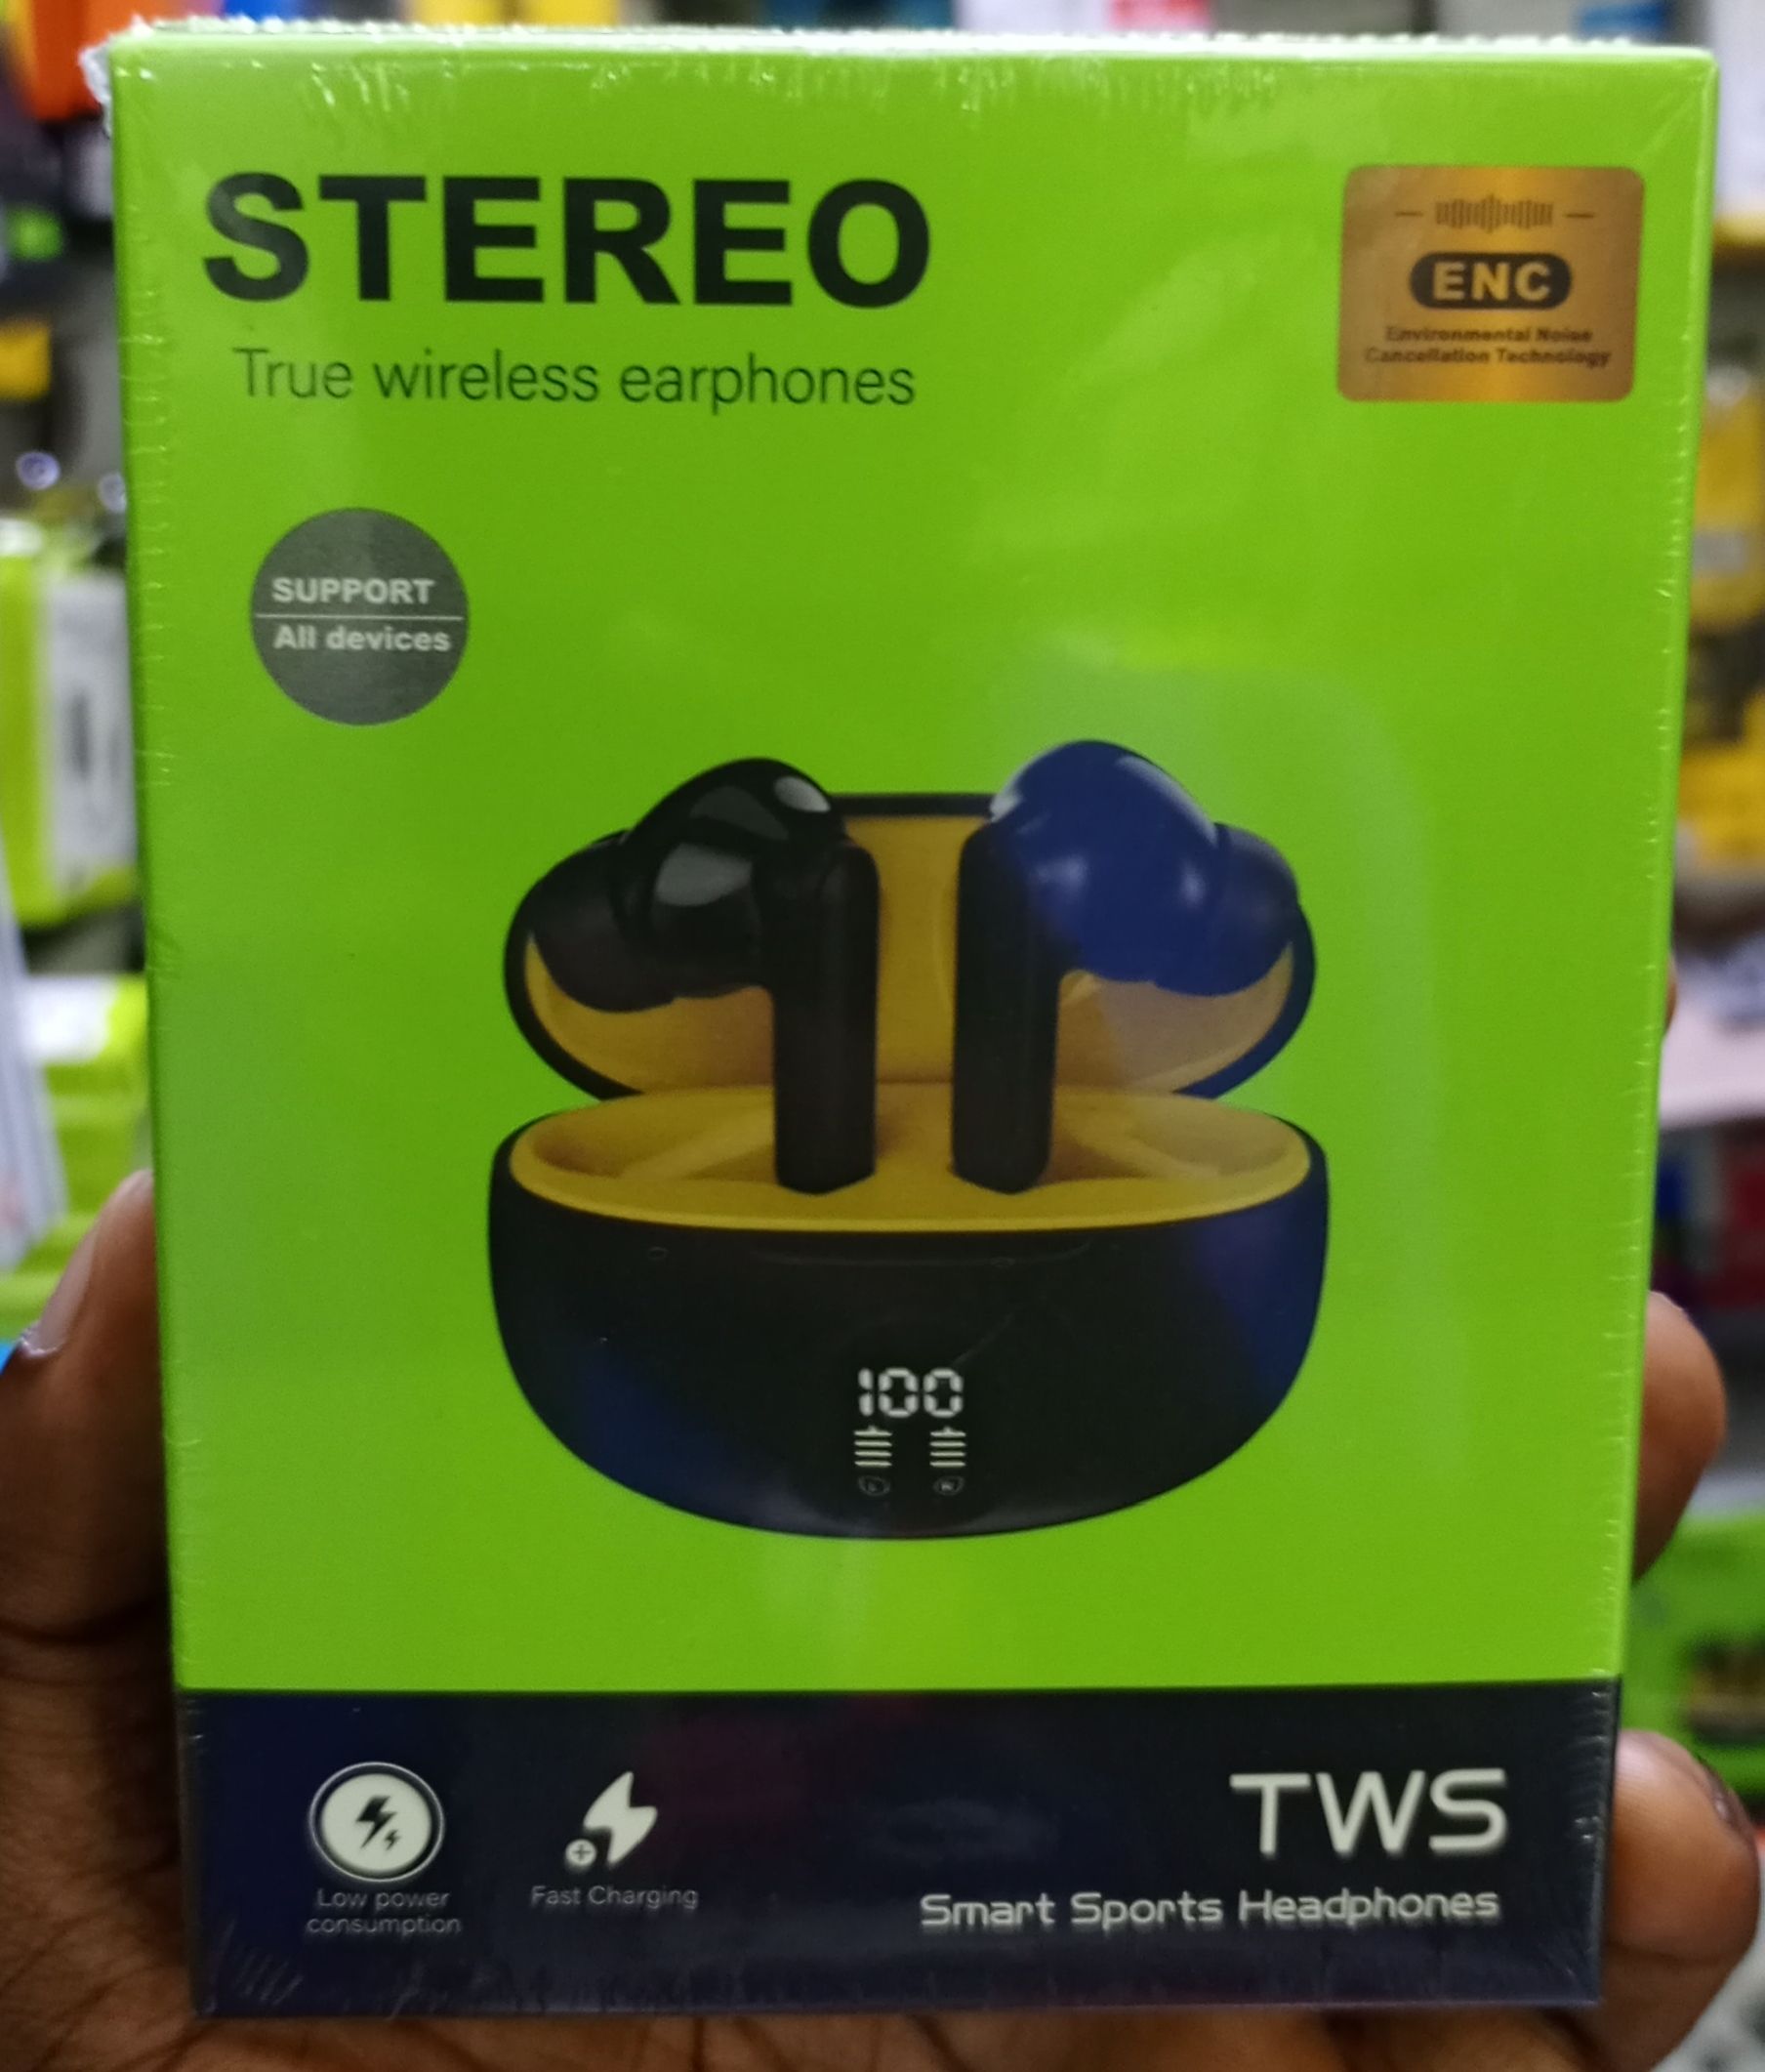 STEREO
True wireless earphones
ENC
Environmental Noise
Cancellation Technology
SUPPORT
All devices
100
L R
Low power
consumption
Fast Charging
TWS
Smart Sports Headphones